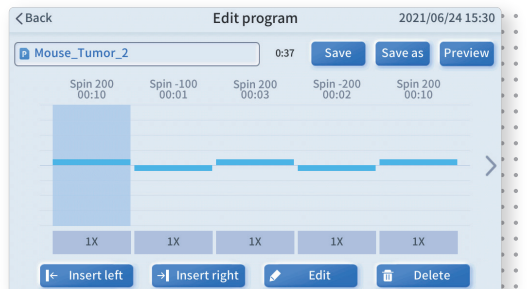 < Back Edit program 2021/06/24 15:30
P Mouse_Tumor_2 0:37 Save Save as Preview
Spin 200 Spin -100 Spin 200 Spin -200 Spin 200
00:10 00:01 00:03 00:02 00:10
1X 1X 1X 1X 1X
Insert left Insert right Edit Delete